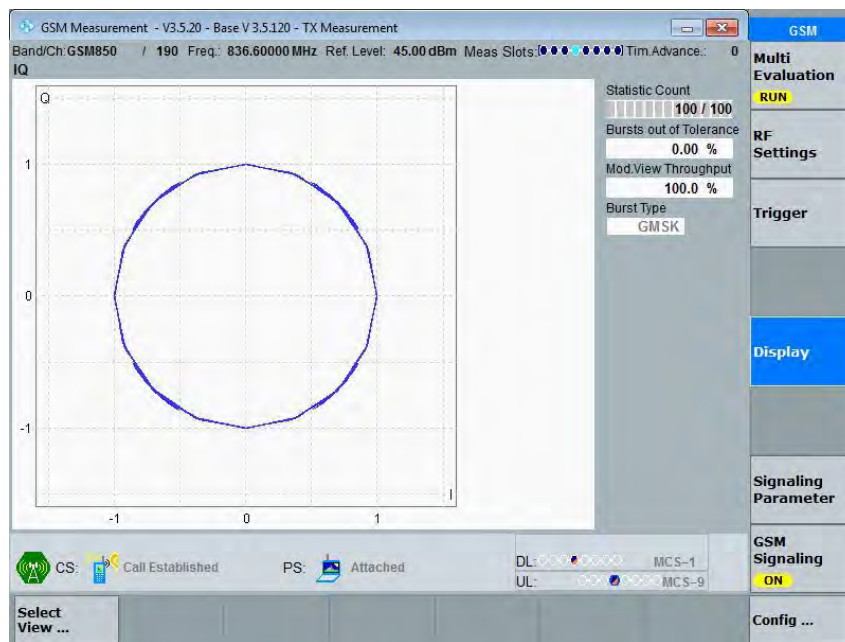 GSM Measurement - V3.5.20 - Base V 3.5.120 - TX Measurement
GSM
Band/Ch: GSM850 / 190 Freq.: 836.60000 MHz Ref. Level: 45.00 dBm Meas Slots: Tim.Advance.: 0
IQ
Multi
Evaluation
RUN
Q
1
0
-1
-1 0 1
I
Statistic Count
100 / 100
Bursts out of Tolerance
0.00 %
Mod.View Throughput
100.0 %
Burst Type
GMSK
RF
Settings
Trigger
Display
Signaling
Parameter
GSM
Signaling
ON
CS: Call Established PS: Attached DL: MCS-1
UL: MCS-9
Select
View ...
Config ...